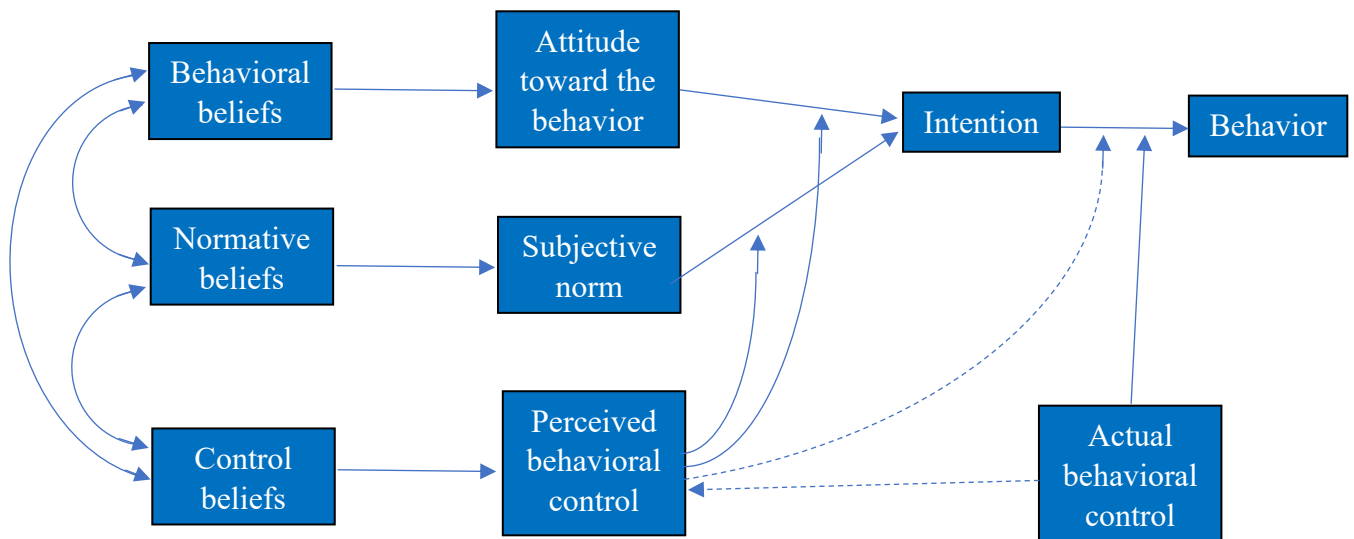 Behavioral
beliefs
Attitude
toward the
behavior
Intention
Behavior
Normative
beliefs
Subjective
norm
Control
beliefs
Perceived
behavioral
control
Actual
behavioral
control